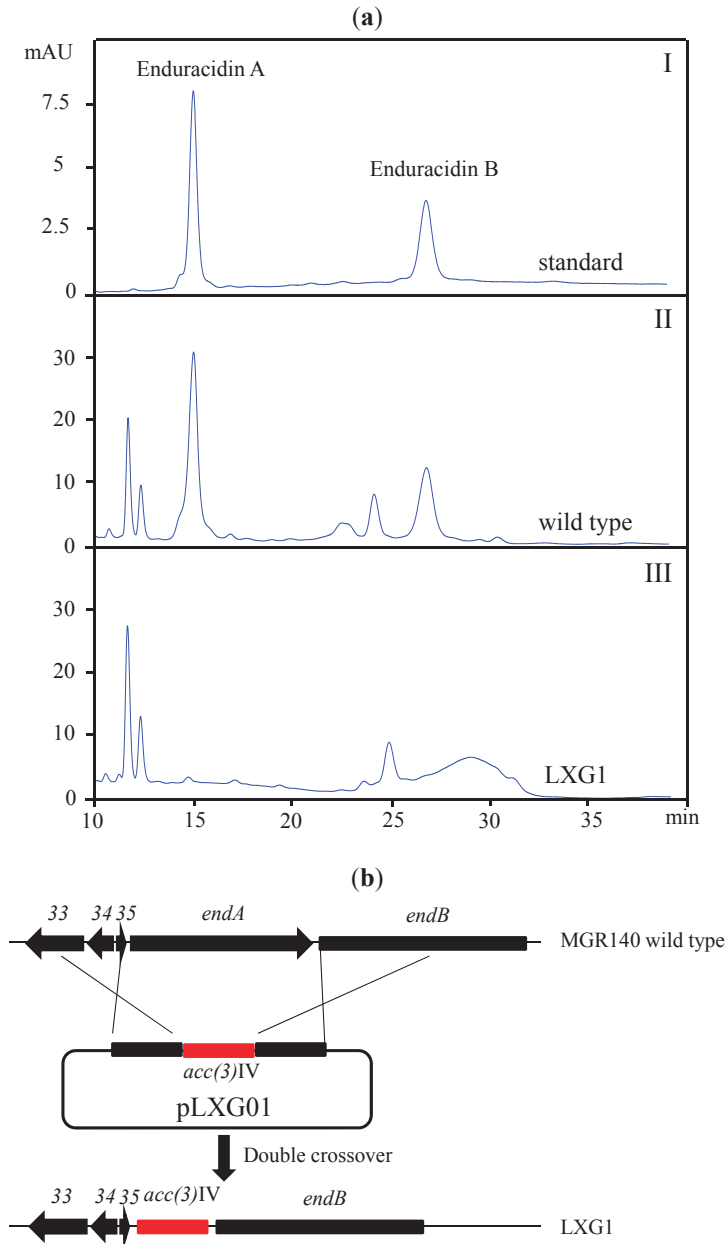 (a)
mAU
I
Enduracidin A
7.5
5
Enduracidin B
2.5
standard
0
II
30
20
10
wild type
0
III
30
20
10
LXG1
0
10 15 20 25 30 35 min
(b)
33 34 35 endA endB
MGR140 wild type
acc(3)IV
pLXG01
Double crossover
33 34 35 acc(3)IV endB
LXG1